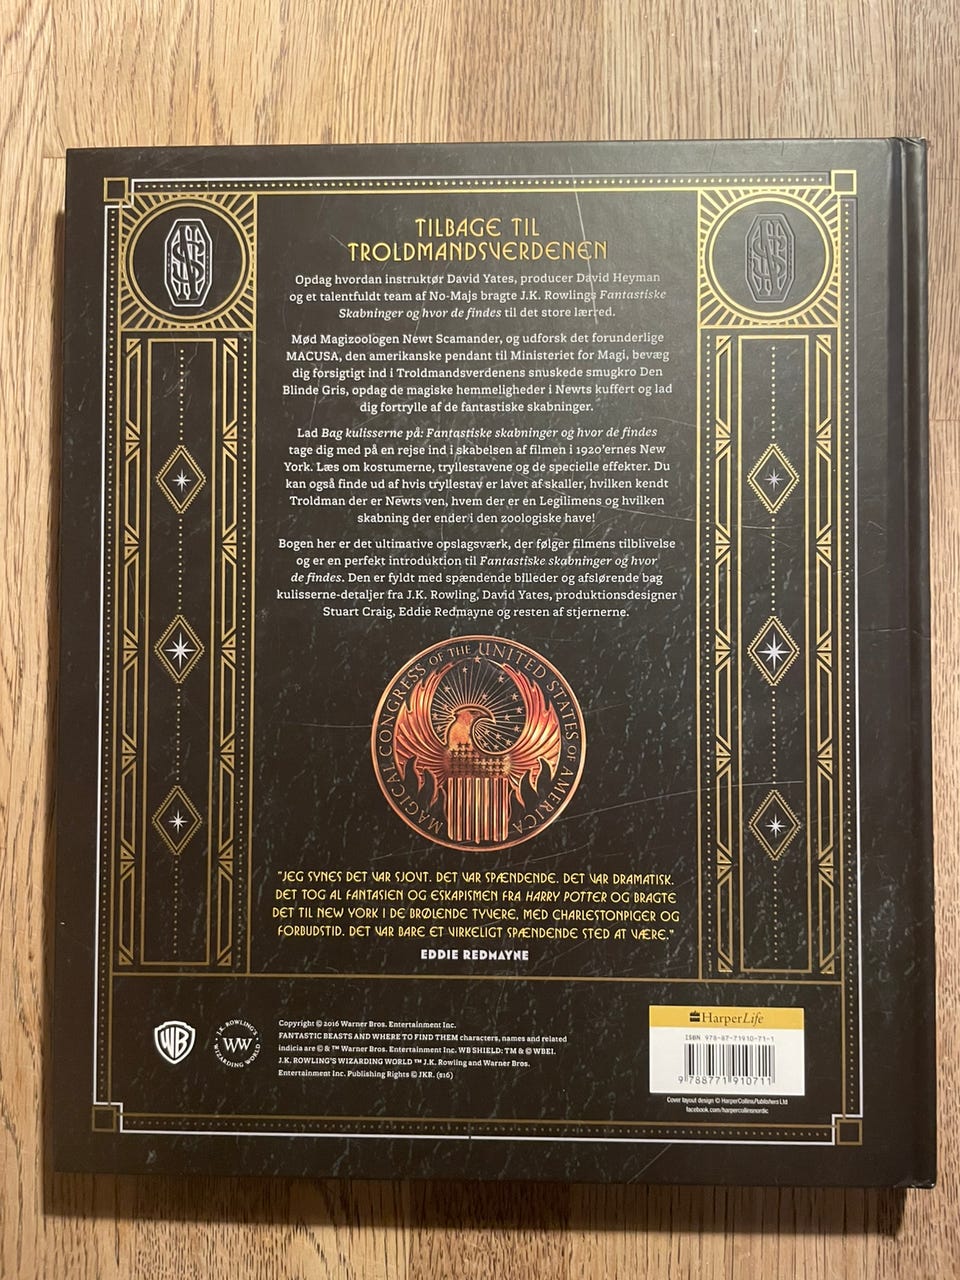 TILBAGE TIL
TROLDMANDSVERDENEN
Opdag hvordan instruktør David Yates, producer David Heyman
og et talentfuldt team af No-Majs bragte J.K. Rowlings Fantastiske
Skabninger og hvor de findes til det store lærred.
Mød Magizoologen Newt Scamander, og udforsk det forunderlige
MACUSA, den amerikanske pendant til Ministeriet for Magi, bevæg
dig forsigtigt ind i Troldmandsverdenens snuskede smugkro Den
Blinde Gris, opdag de magiske hemmeligheder i Newts kuffert og lad
dig fortrylle af de fantastiske skabninger.
Lad Bag kulisserne på: Fantastiske skabninger og hvor de findes
tage dig med på en rejse ind i skabelsen af filmen i 1920'ernes New
York. Læs om kostumerne, tryllestavene og de specielle effekter. Du
kan også finde ud af hvis tryllestav er lavet af skaller, hvilken kendt
Troldman der er Newts ven, hvem der er en Legilimens og hvilken
skabning der ender i den zoologiske have!
Bogen her er det ultimative opslagsværk, der følger filmens tilblivelse
og er en perfekt introduktion til Fantastiske skabninger og hvor
de findes. Den er fyldt med spændende billeder og afslørende bag
kulisserne-detaljer fra J.K. Rowling, David Yates, produktionsdesigner
Stuart Craig, Eddie Redmayne og resten af stjernerne.
MAGICAL CONGRESS OF THE UNITED STATES OF AMERICA
"JEG SYNES DET VAR SJOVT. DET VAR SPÆNDENDE. DET VAR DRAMATISK.
DET TOG AL FANTASIEN OG ESKAPISMEN FRA HARRY POTTER OG BRAGTE
DET TIL NEW YORK I DE BRØLENDE TYVERE, MED CHARLESTONPIGER OG
FORBUDSTID. DET VAR BARE ET VIRKELIGT SPÆNDENDE STED AT VÆRE."
EDDIE REDMAYNE
WB
J.K. ROWLING'S WIZARDING WORLD
WW
Copyright © 2016 Warner Bros. Entertainment Inc.
FANTASTIC BEASTS AND WHERE TO FIND THEM characters, names and related
indicia are © & ™ Warner Bros. Entertainment Inc. WB SHIELD: TM & © WBEI.
J.K. ROWLING'S WIZARDING WORLD ™ J.K. Rowling and Warner Bros.
Entertainment Inc. Publishing Rights © JKR. (s16)
HarperLife
ISBN 978-87-71910-71-1
9 788771 910711
Cover layout design © HarperCollinsPublishers Ltd
facebook.com/harpercollinsnordic